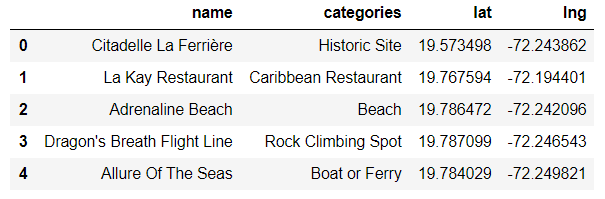 name categories lat lng
0 Citadelle La Ferrière Historic Site 19.573498 -72.243862
1 La Kay Restaurant Caribbean Restaurant 19.767594 -72.194401
2 Adrenaline Beach Beach 19.786472 -72.242096
3 Dragon's Breath Flight Line Rock Climbing Spot 19.787099 -72.246543
4 Allure Of The Seas Boat or Ferry 19.784029 -72.249821